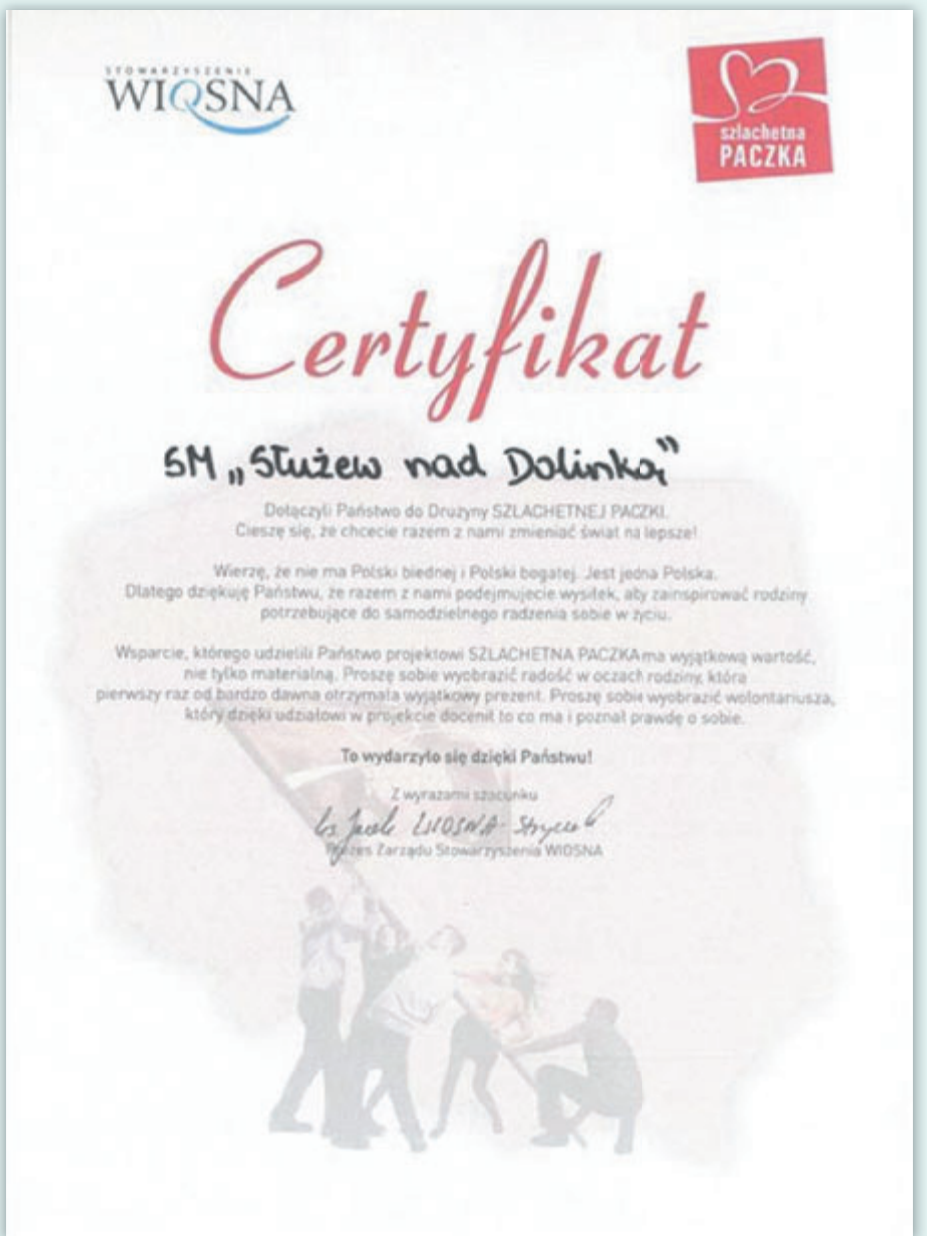 STOWARZYSZENIE
WIOSNA
szlachetna
PACZKA
Certyfikat
SM „Służew nad Dolinką”
Dołączyli Państwo do Drużyny SZLACHETNEJ PACZKI.
Cieszę się, że chcecie razem z nami zmieniać świat na lepsze!
Wierzę, że nie ma Polski biednej i Polski bogatej. Jest jedna Polska.
Dlatego dziękuję Państwu, że razem z nami podejmujecie wysiłek, aby zainspirować rodziny
potrzebujące do samodzielnego radzenia sobie w życiu.
Wsparcie, którego udzielili Państwo projektowi SZLACHETNA PACZKA ma wyjątkową wartość,
nie tylko materialną. Proszę sobie wyobrazić radość w oczach rodziny, która
pierwszy raz od bardzo dawna otrzymała wyjątkowy prezent. Proszę sobie wyobrazić wolontariusza,
który dzięki udziałowi w projekcie docenił to co ma i poznał prawdę o sobie.
To wydarzyło się dzięki Państwu!
Z wyrazami szacunku
ks. Jacek WIOSNA-Stryczek
Prezes Zarządu Stowarzyszenia WIOSNA